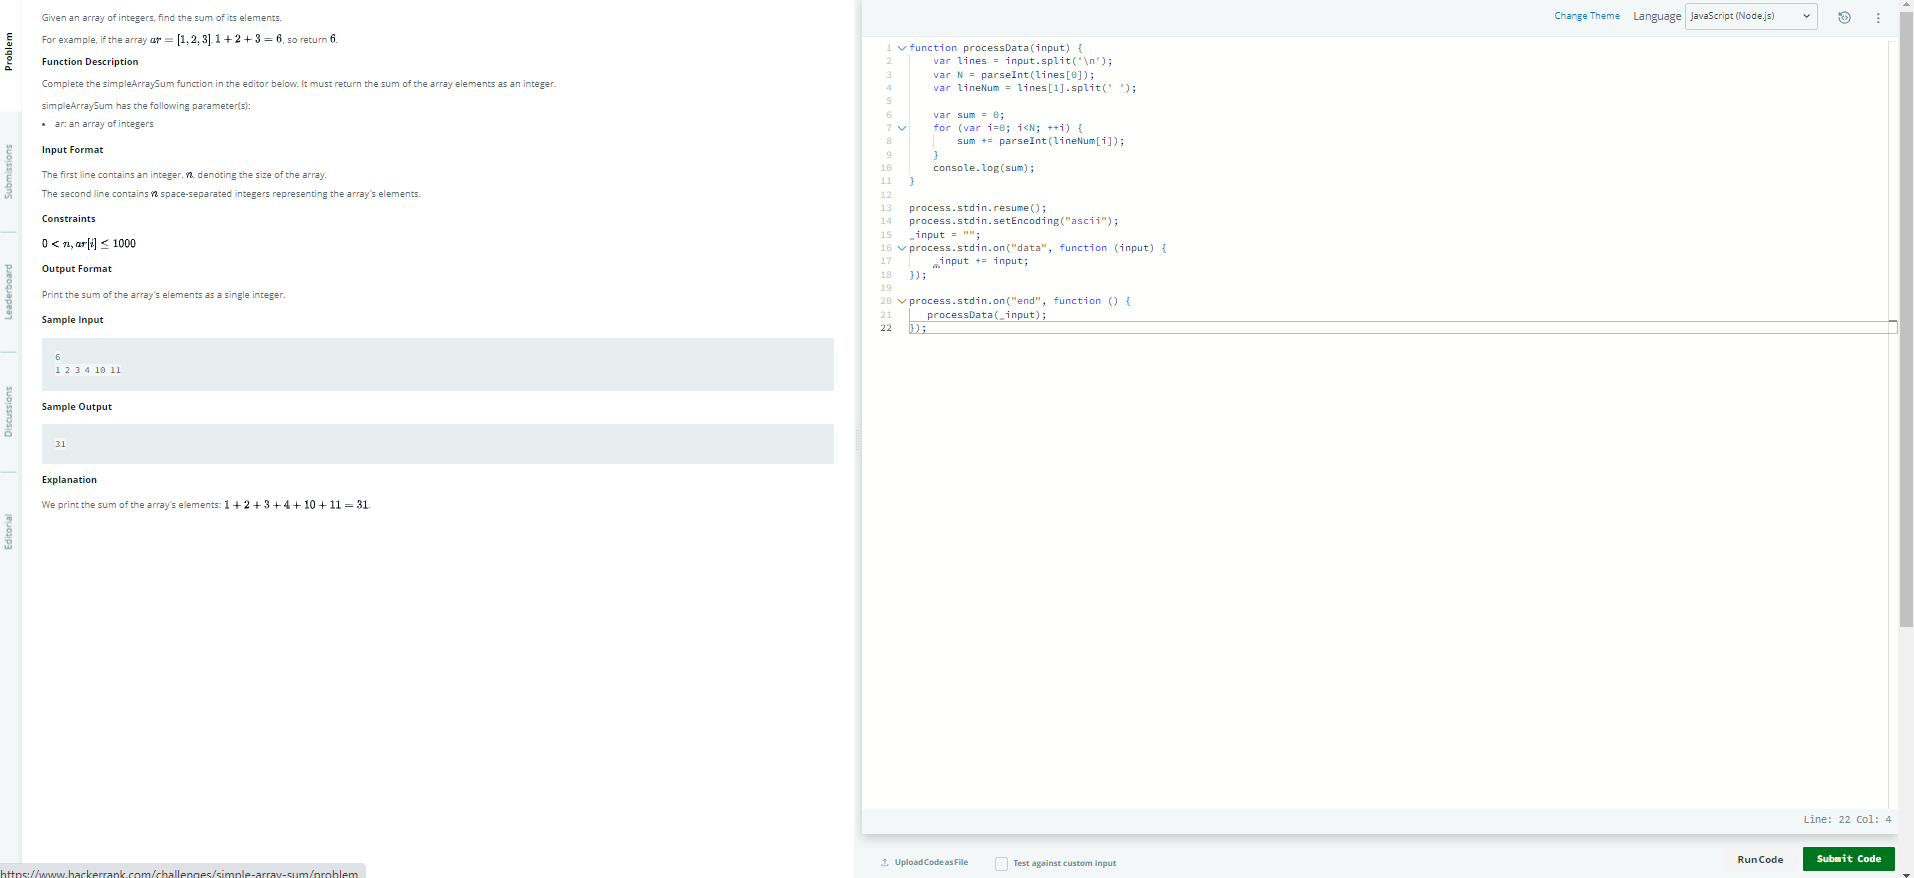 Problem
Submissions
Leaderboard
Discussions
Editorial
Given an array of integers, find the sum of its elements.
For example, if the array ar = [1, 2, 3], 1 + 2 + 3 = 6, so return 6.
Function Description
Complete the simpleArraySum function in the editor below. It must return the sum of the array elements as an integer.
simpleArraySum has the following parameter(s):
• ar: an array of integers
Input Format
The first line contains an integer, n, denoting the size of the array.
The second line contains n space-separated integers representing the array's elements.
Constraints
0 < n, ar[i] ≤ 1000
Output Format
Print the sum of the array's elements as a single integer.
Sample Input
6
1 2 3 4 10 11
Sample Output
31
Explanation
We print the sum of the array's elements: 1 + 2 + 3 + 4 + 10 + 11 = 31.
https://www.hackerrank.com/challenges/simple-array-sum/problem
Change Theme Language JavaScript (Node.js)
1 function processData(input) {
2 var lines = input.split('\n');
3 var N = parseInt(lines[0]);
4 var lineNum = lines[1].split(' ');
5
6 var sum = 0;
7 for (var i=0; i<N; ++i) {
8 sum += parseInt(lineNum[i]);
9 }
10 console.log(sum);
11 }
12
13 process.stdin.resume();
14 process.stdin.setEncoding("ascii");
15 _input = "";
16 process.stdin.on("data", function (input) {
17 _input += input;
18 });
19
20 process.stdin.on("end", function () {
21 processData(_input);
22 });
Line: 22 Col: 4
Upload Code as File Test against custom input Run Code Submit Code